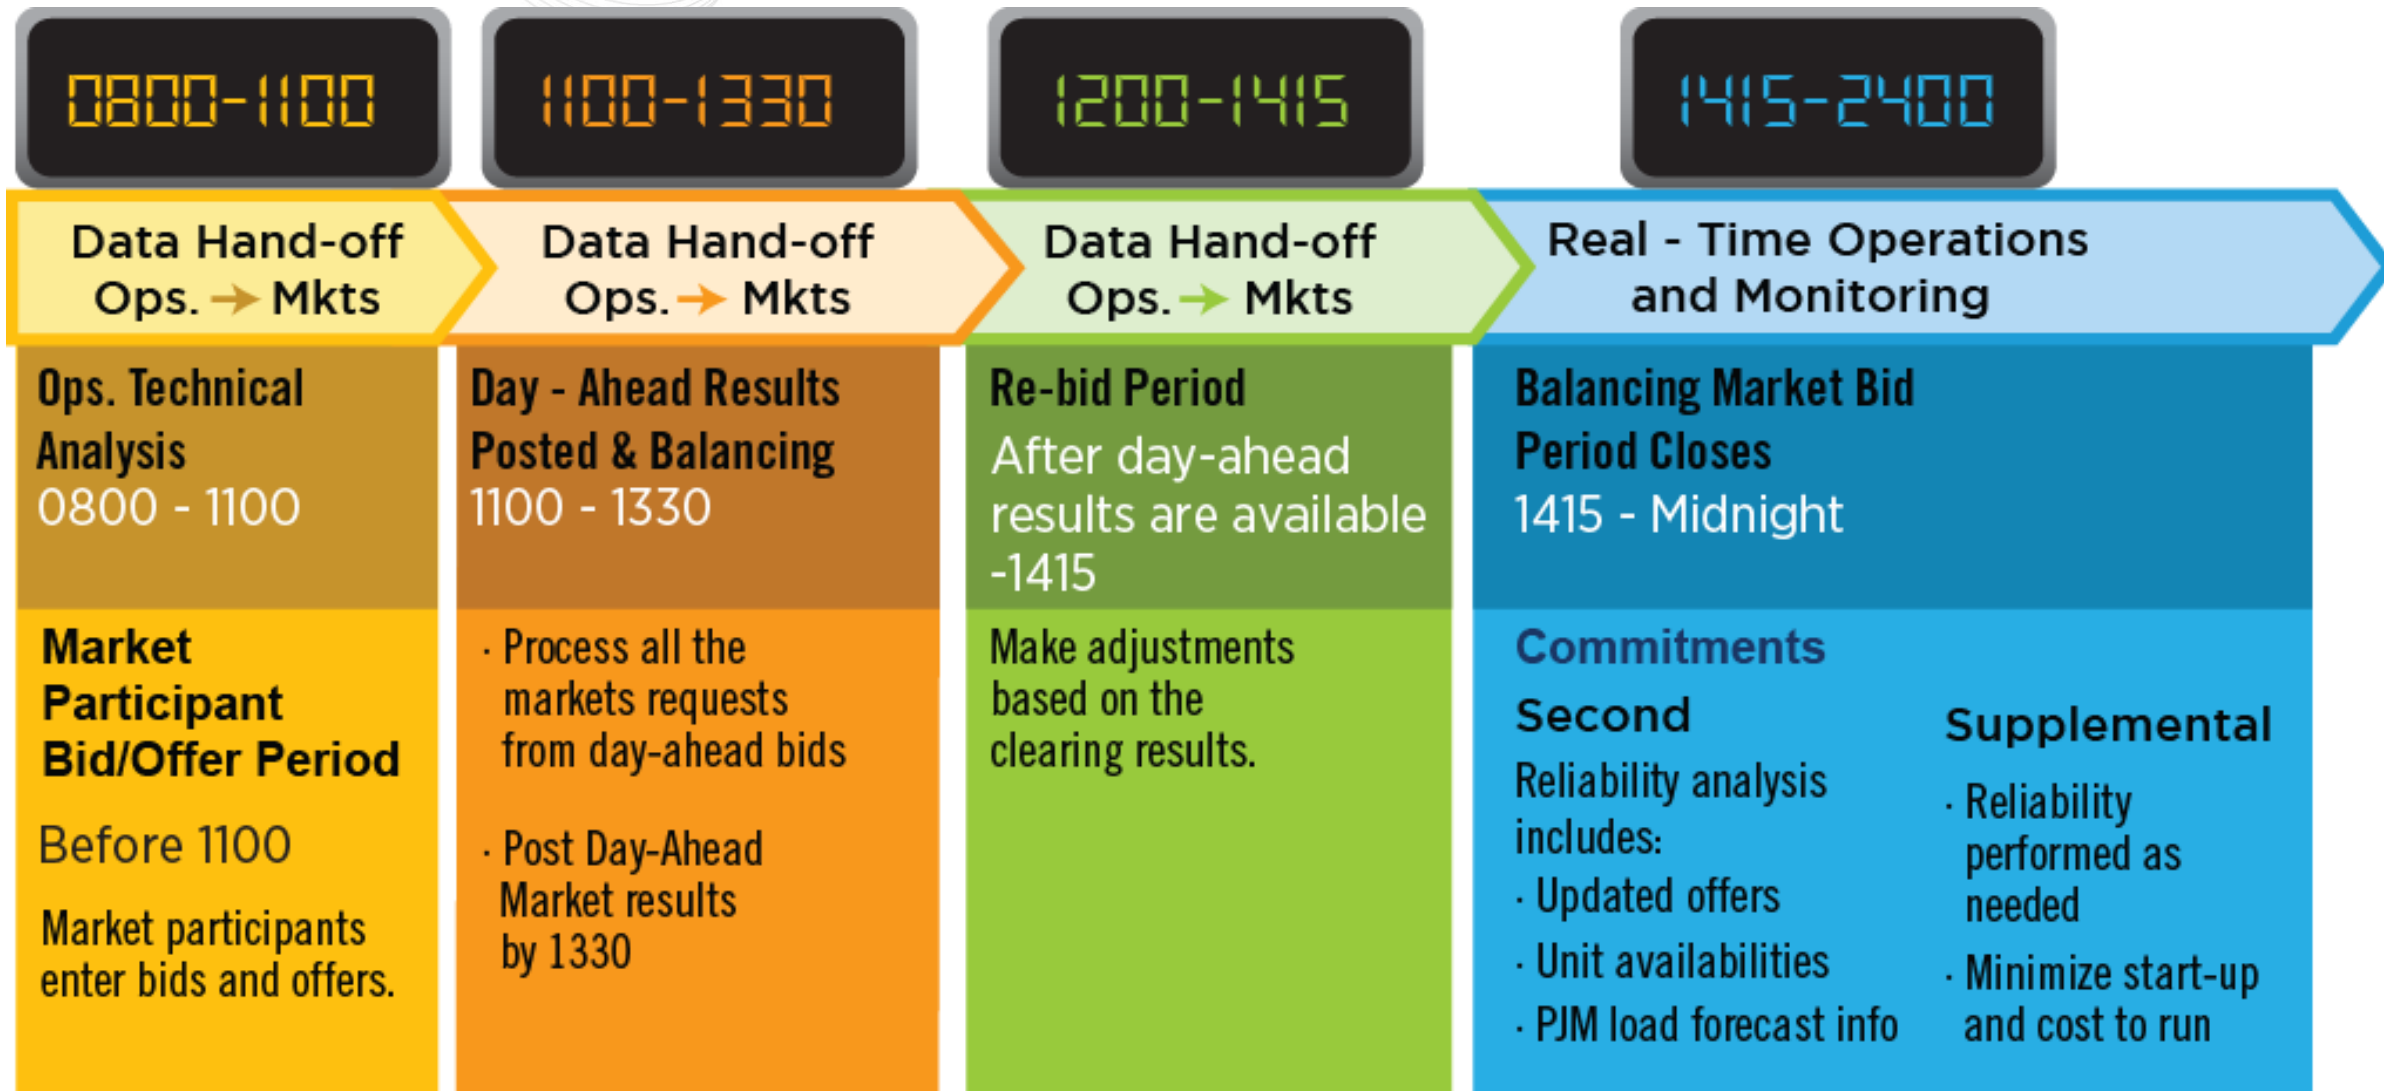 0800-1100
Data Hand-off
Ops. → Mkts
Ops. Technical
Analysis
0800 - 1100
Market
Participant
Bid/Offer Period
Before 1100
Market participants
enter bids and offers.
1100-1330
Data Hand-off
Ops. → Mkts
Day - Ahead Results
Posted & Balancing
1100 - 1330
· Process all the
markets requests
from day-ahead bids
· Post Day-Ahead
Market results
by 1330
1200-1415
Data Hand-off
Ops. → Mkts
Re-bid Period
After day-ahead
results are available
-1415
Make adjustments
based on the
clearing results.
1415-2400
Real - Time Operations
and Monitoring
Balancing Market Bid
Period Closes
1415 - Midnight
Commitments
Second
Reliability analysis
includes:
· Updated offers
· Unit availabilities
· PJM load forecast info
Supplemental
· Reliability
performed as
needed
· Minimize start-up
and cost to run